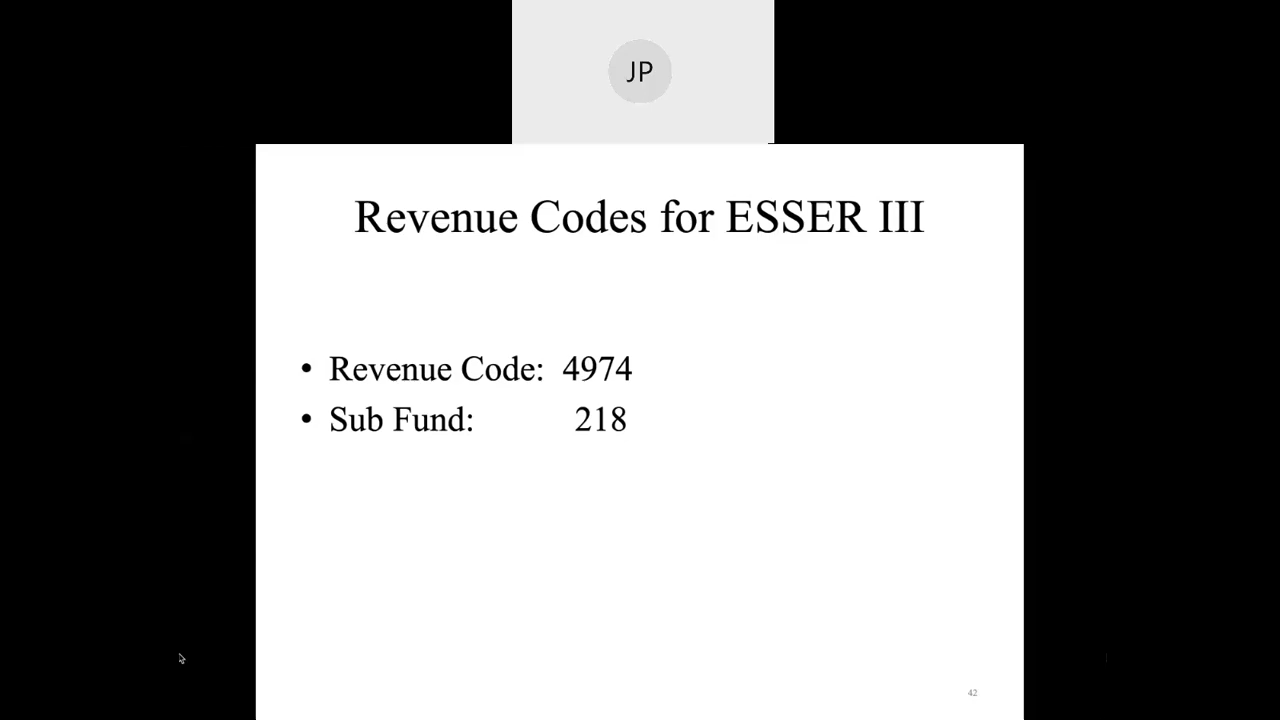 JP
Revenue Codes for ESSER III
• Revenue Code: 4974
• Sub Fund: 218
42